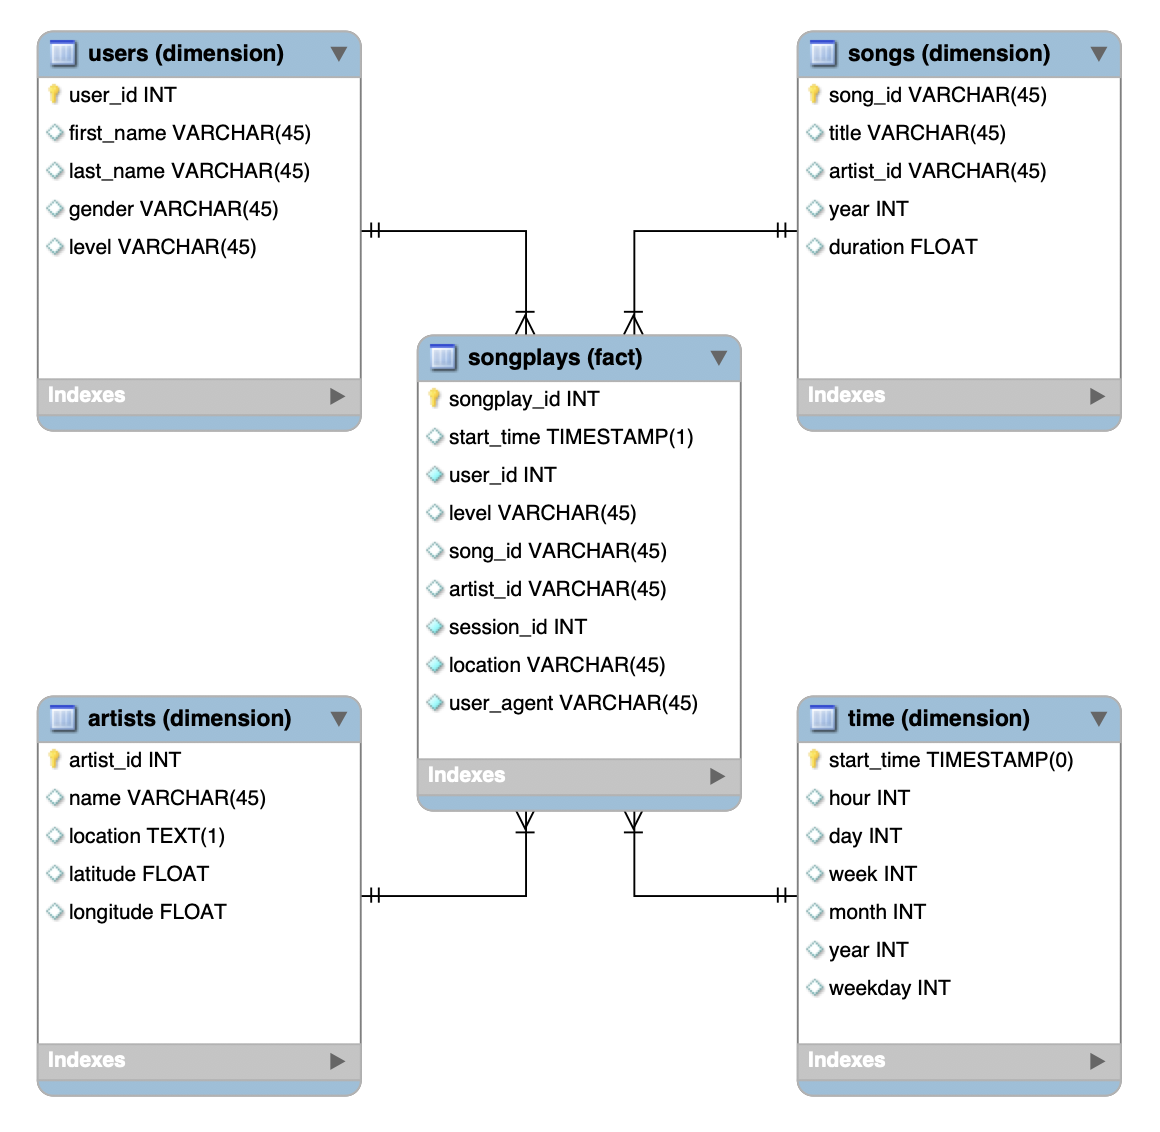 users (dimension)
user_id INT
first_name VARCHAR(45)
last_name VARCHAR(45)
gender VARCHAR(45)
level VARCHAR(45)
Indexes
songs (dimension)
song_id VARCHAR(45)
title VARCHAR(45)
artist_id VARCHAR(45)
year INT
duration FLOAT
Indexes
songplays (fact)
songplay_id INT
start_time TIMESTAMP(1)
user_id INT
level VARCHAR(45)
song_id VARCHAR(45)
artist_id VARCHAR(45)
session_id INT
location VARCHAR(45)
user_agent VARCHAR(45)
Indexes
artists (dimension)
artist_id INT
name VARCHAR(45)
location TEXT(1)
latitude FLOAT
longitude FLOAT
Indexes
time (dimension)
start_time TIMESTAMP(0)
hour INT
day INT
week INT
month INT
year INT
weekday INT
Indexes